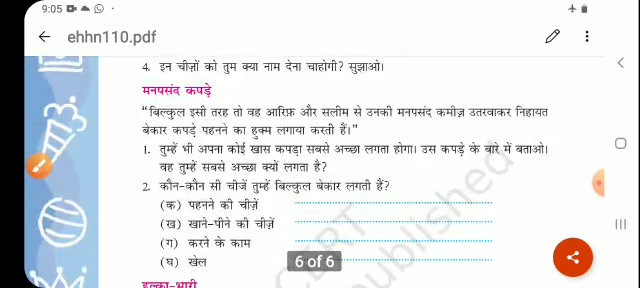 9:05
ehhn110.pdf
4. इन चीज़ों को तुम क्या नाम देना चाहोगी? सुझाओ।
मनपसंद कपड़े
“बिल्कुल इसी तरह तो वह आरिफ़ और सलीम से उनकी मनपसंद कमीज़ उतरवाकर निहायत
बेकार कपड़े पहनने का हुक्म लगाया करती हैं।”
1. तुम्हें भी अपना कोई खास कपड़ा सबसे अच्छा लगता होगा। उस कपड़े के बारे में बताओ।
वह तुम्हें सबसे अच्छा क्यों लगता है?
2. कौन-कौन सी चीजें तुम्हें बिल्कुल बेकार लगती हैं?
(क) पहनने की चीज़ें
(ख) खाने-पीने की चीज़ें
(ग) करने के काम
(घ) खेल
6 of 6
हल्का-भारी
NCERT
published